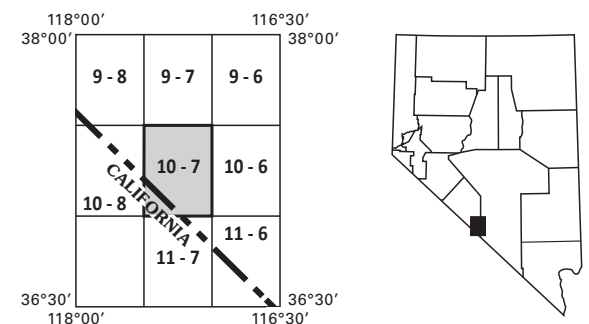 118°00′ 116°30′
38°00′ 38°00′
9 - 8 9 - 7 9 - 6
10 - 7 10 - 6
CALIFORNIA
10 - 8
11 - 6
11 - 7
36°30′ 36°30′
118°00′ 116°30′